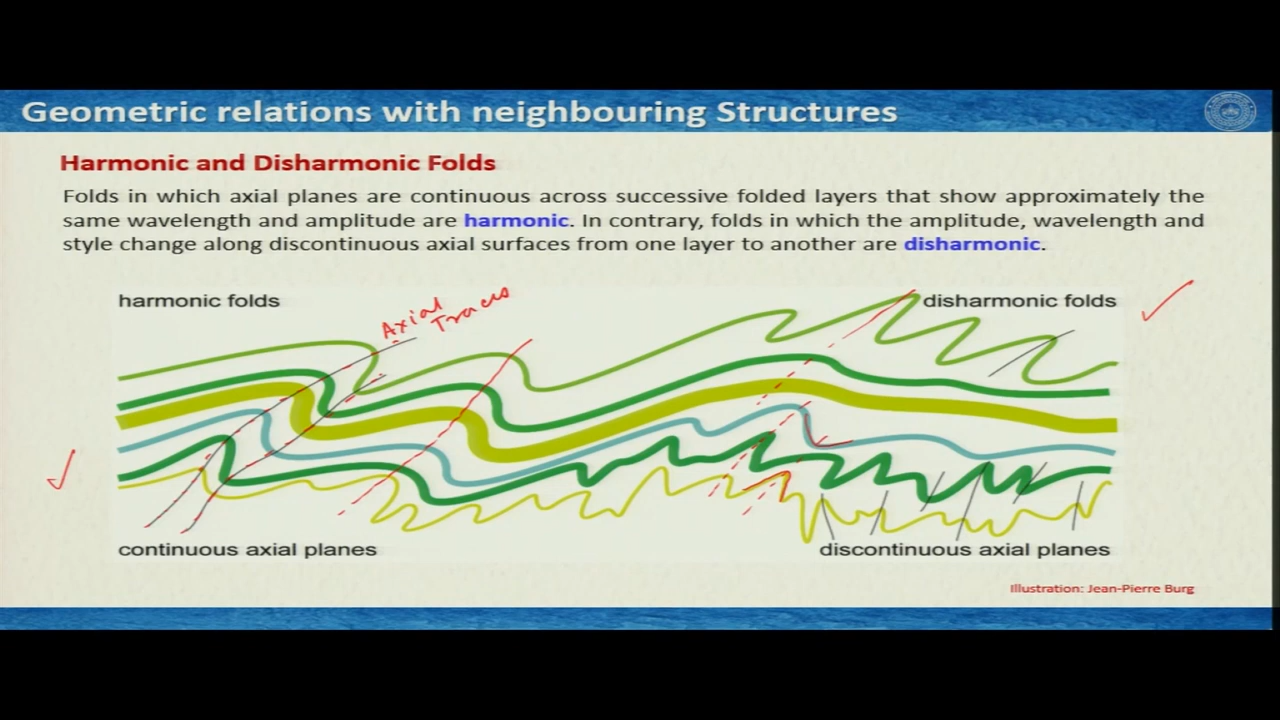 Geometric relations with neighbouring Structures
Harmonic and Disharmonic Folds
Folds in which axial planes are continuous across successive folded layers that show approximately the
same wavelength and amplitude are harmonic. In contrary, folds in which the amplitude, wavelength and
style change along discontinuous axial surfaces from one layer to another are disharmonic.
harmonic folds
Axial
Traces
disharmonic folds
continuous axial planes
discontinuous axial planes
Illustration: Jean-Pierre Burg